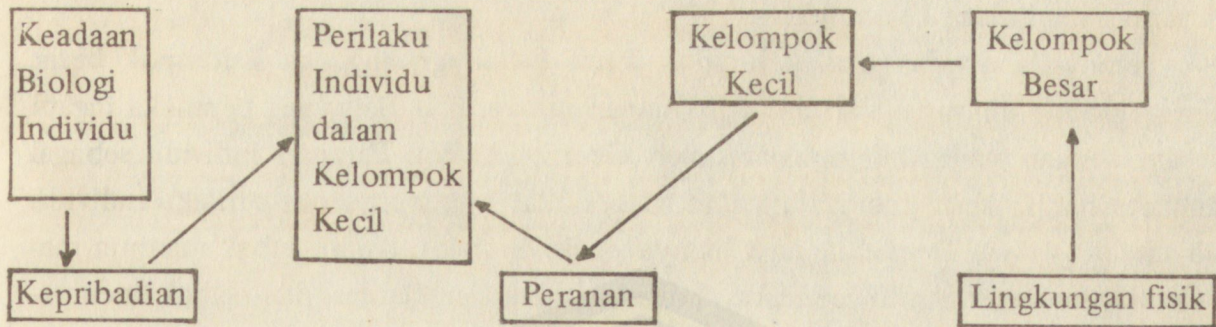 Keadaan
Biologi
Individu
Perilaku
Individu
dalam
Kelompok
Kecil
Kelompok
Kecil
Kelompok
Besar
Kepribadian
Peranan
Lingkungan fisik